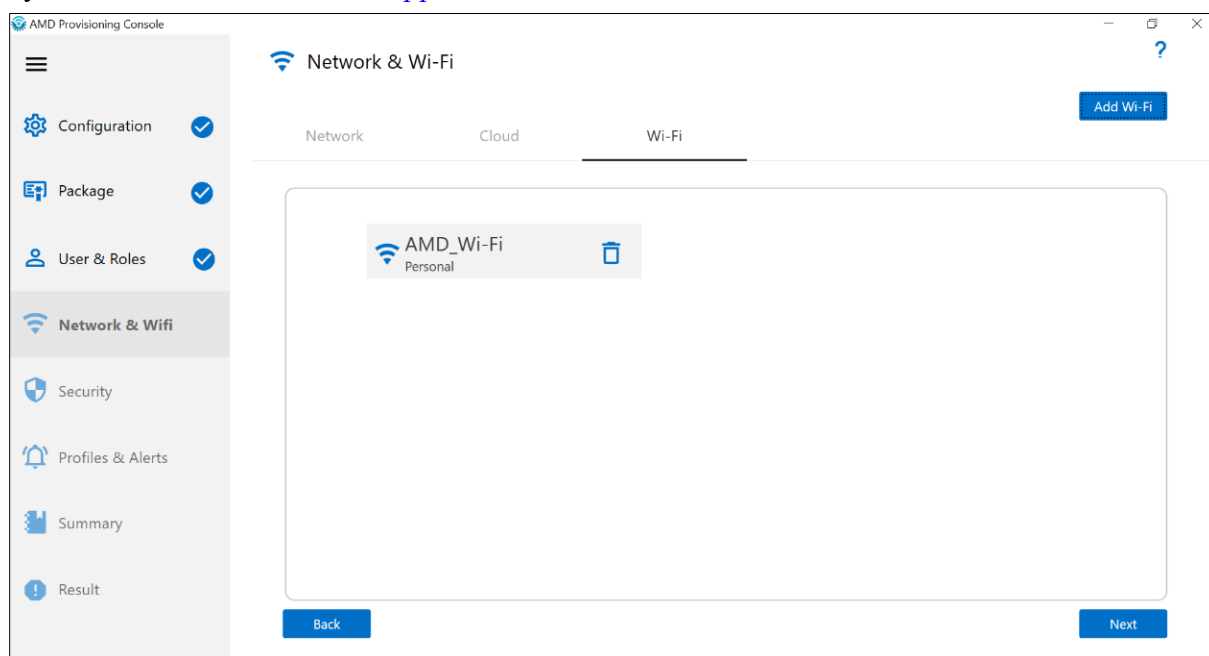 AMD Provisioning Console
Network & Wi-Fi
?
Add Wi-Fi
Configuration
Package
User & Roles
Network & Wifi
Security
Profiles & Alerts
Summary
Result
Network Cloud Wi-Fi
AMD_Wi-Fi
Personal
Back Next